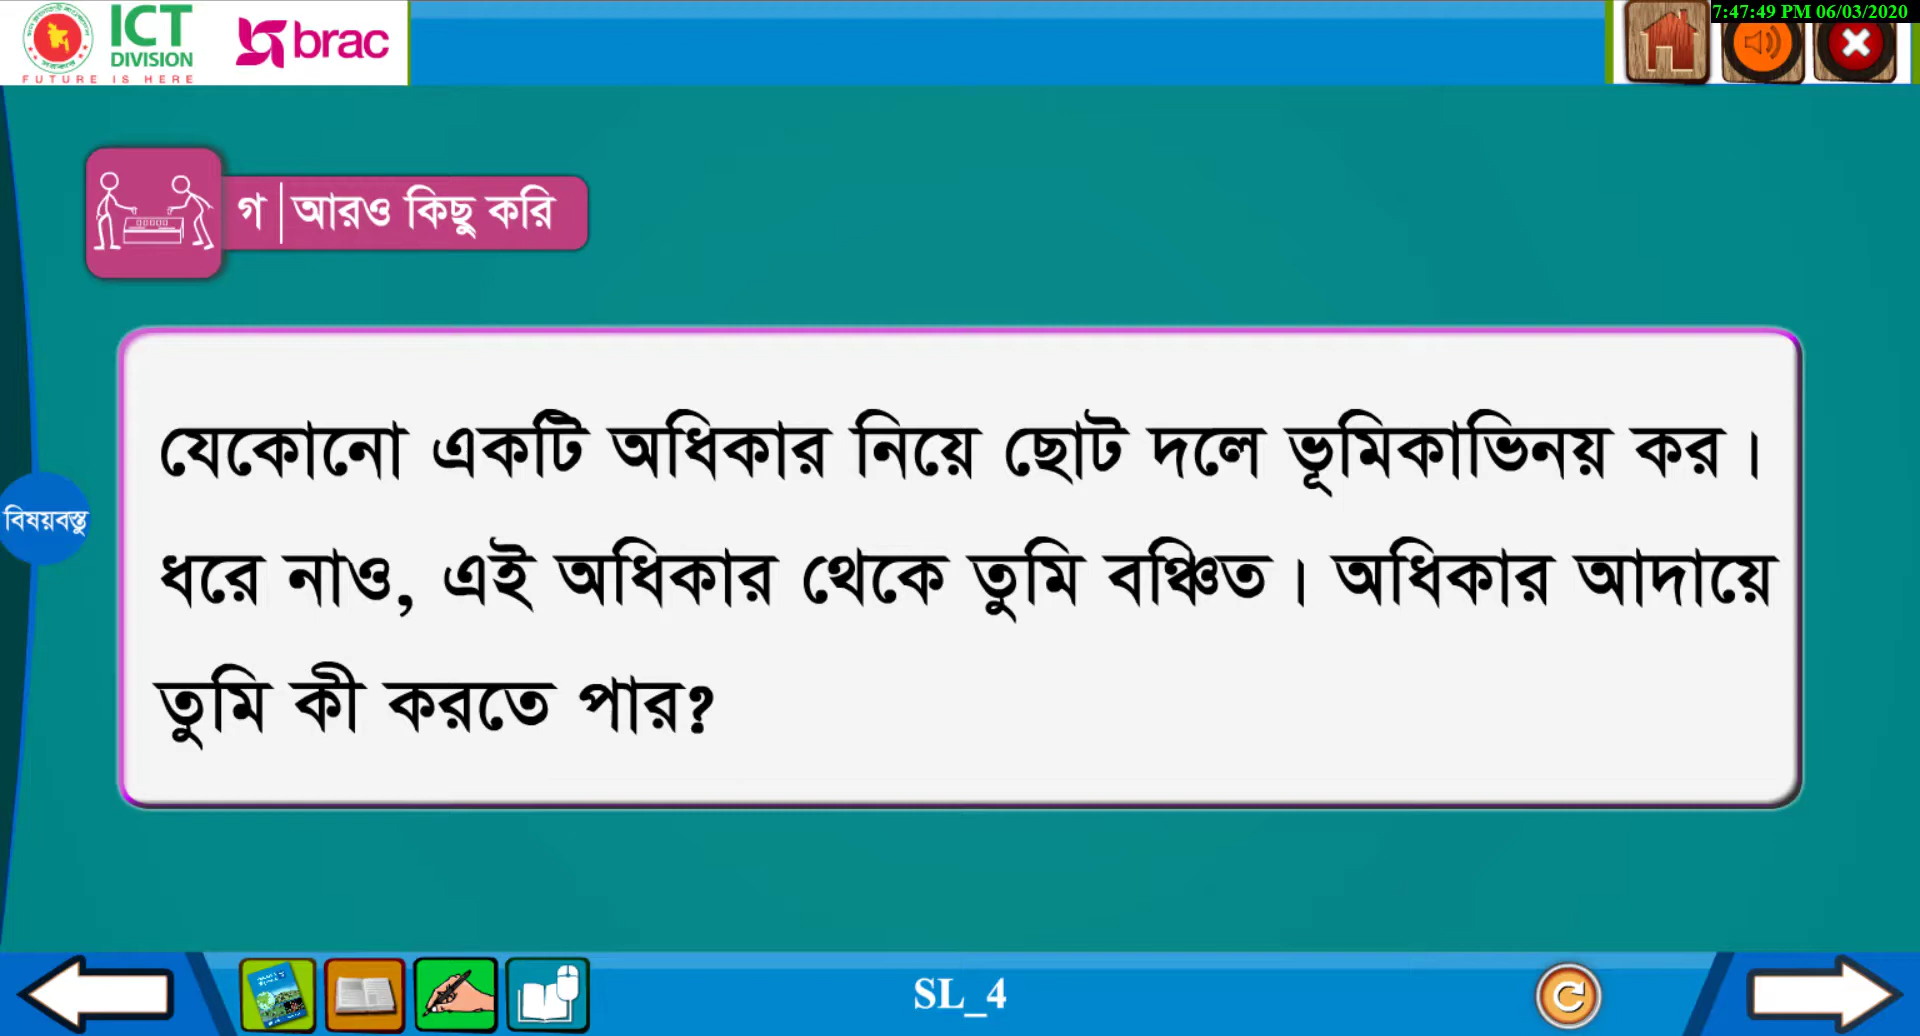 ICT
DIVISION
FUTURE IS HERE
brac
7:47:49 PM 06/03/2020
গ | আরও কিছু করি
যেকোনো একটি অধিকার নিয়ে ছোট দলে ভূমিকাভিনয় কর।
ধরে নাও, এই অধিকার থেকে তুমি বঞ্চিত। অধিকার আদায়ে
তুমি কী করতে পার?
বিষয়বস্তু
SL_4